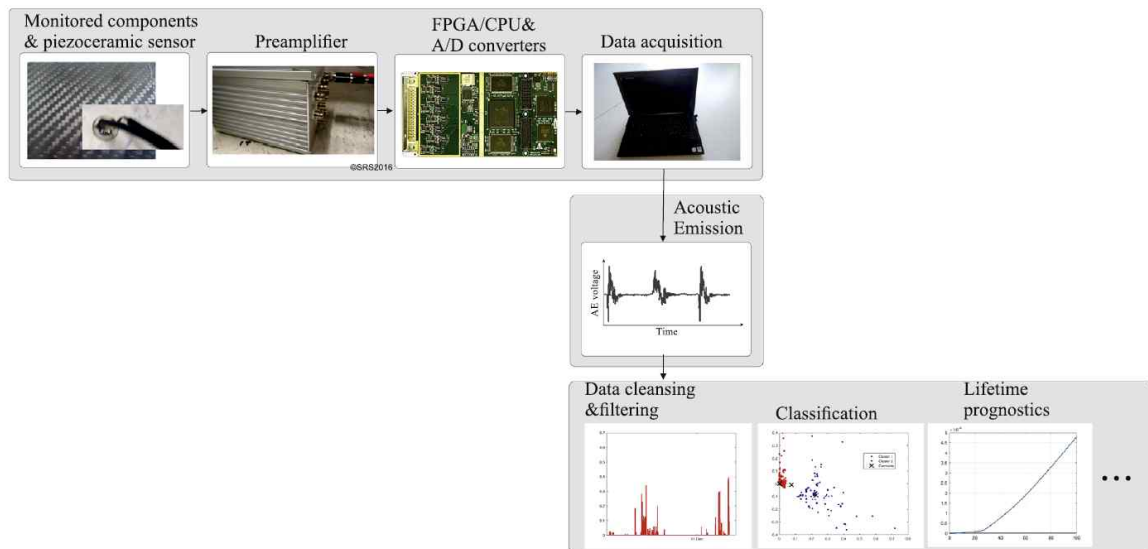 Monitored components
& piezoceramic sensor
Preamplifier
FPGA/CPU&
A/D converters
Data acquisition
©SRS2016
Acoustic
Emission
AE voltage
Time
Data cleansing
&filtering
Classification
Lifetime
prognostics